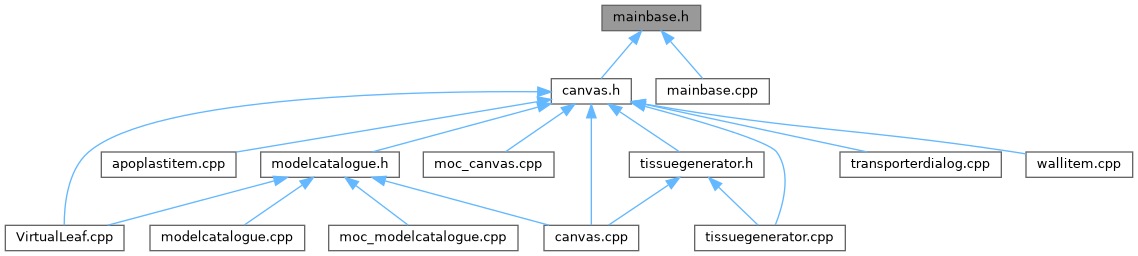 mainbase.h
canvas.h
mainbase.cpp
apoplastitem.cpp
modelcatalogue.h
moc_canvas.cpp
tissuegenerator.h
transporterdialog.cpp
wallitem.cpp
VirtualLeaf.cpp
modelcatalogue.cpp
moc_modelcatalogue.cpp
canvas.cpp
tissuegenerator.cpp